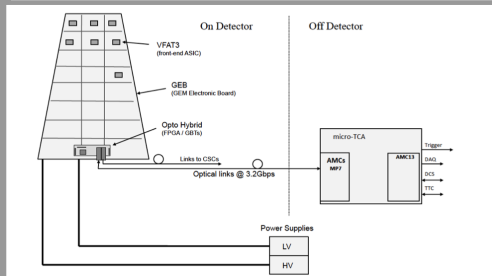 On Detector
Off Detector
VFAT3
(front-end ASIC)
GEB
(GEM Electronic Board)
Opto Hybrid
(FPGA / GBTs)
Links to CSCs
Optical links @ 3.2Gbps
micro-TCA
AMCs
MP7
AMC13
Trigger
DAQ
DCS
TTC
Power Supplies
LV
HV